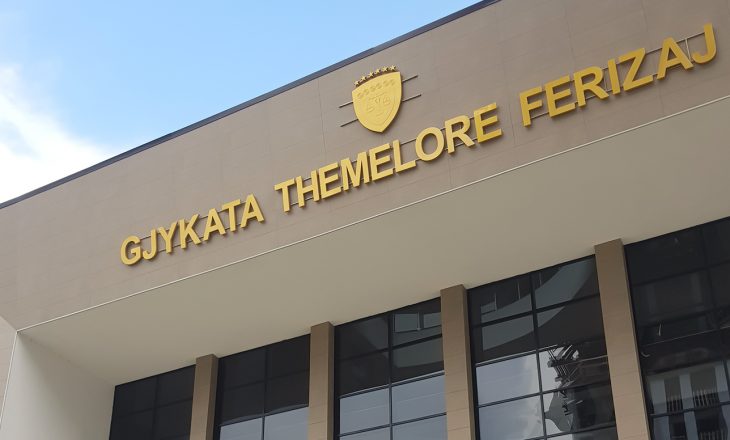 GJYKATA THEMELORE FERIZAJ